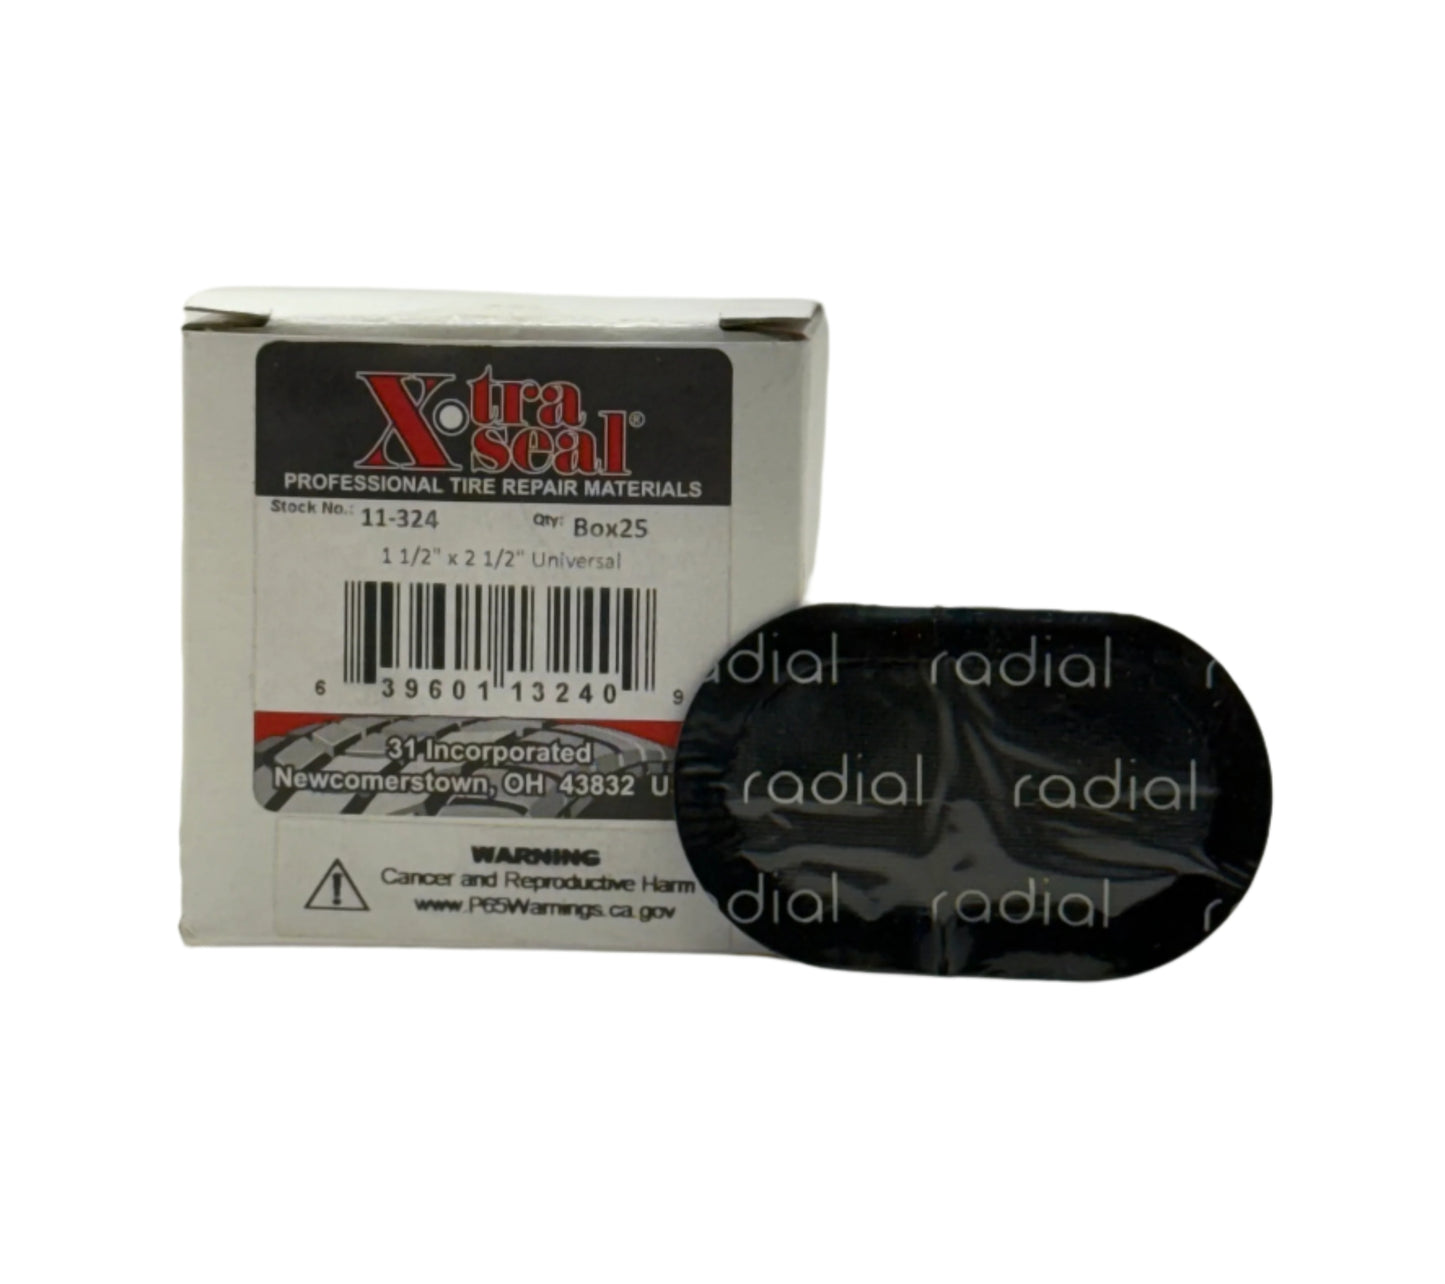 X•tra
seal®
PROFESSIONAL TIRE REPAIR MATERIALS
Stock No.: 11-324 Qty: Box25
1 1/2" x 2 1/2" Universal
6 39601 13240 9
31 Incorporated
Newcomerstown, OH 43832 U
WARNING
Cancer and Reproductive Harm
www.P65Warnings.ca.gov
adial radial r
radial radial
dial radial r